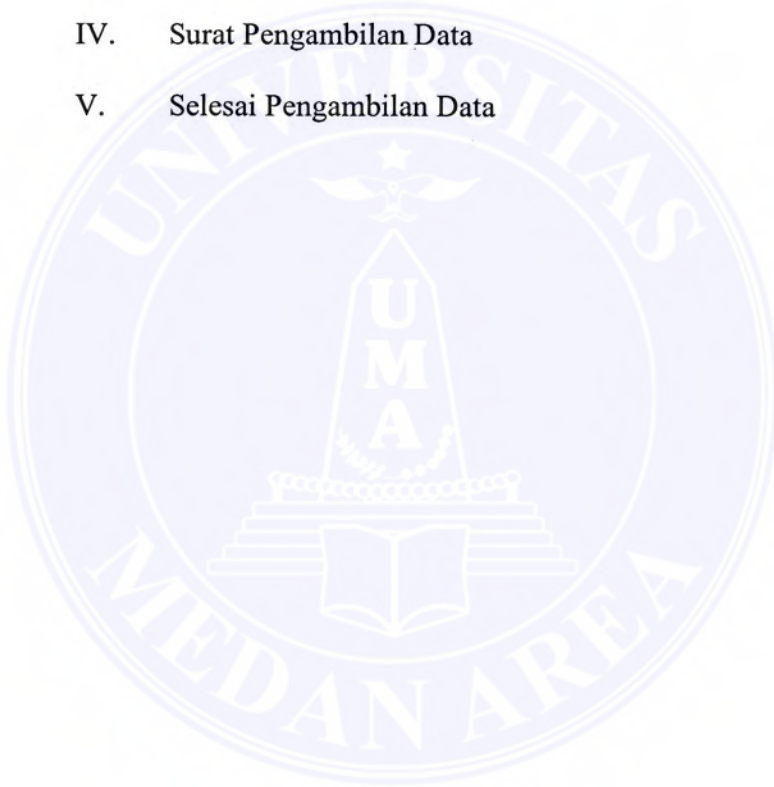 IV. Surat Pengambilan Data
V. Selesai Pengambilan Data
UNIVERSITAS
UMA
MEDAN AREA